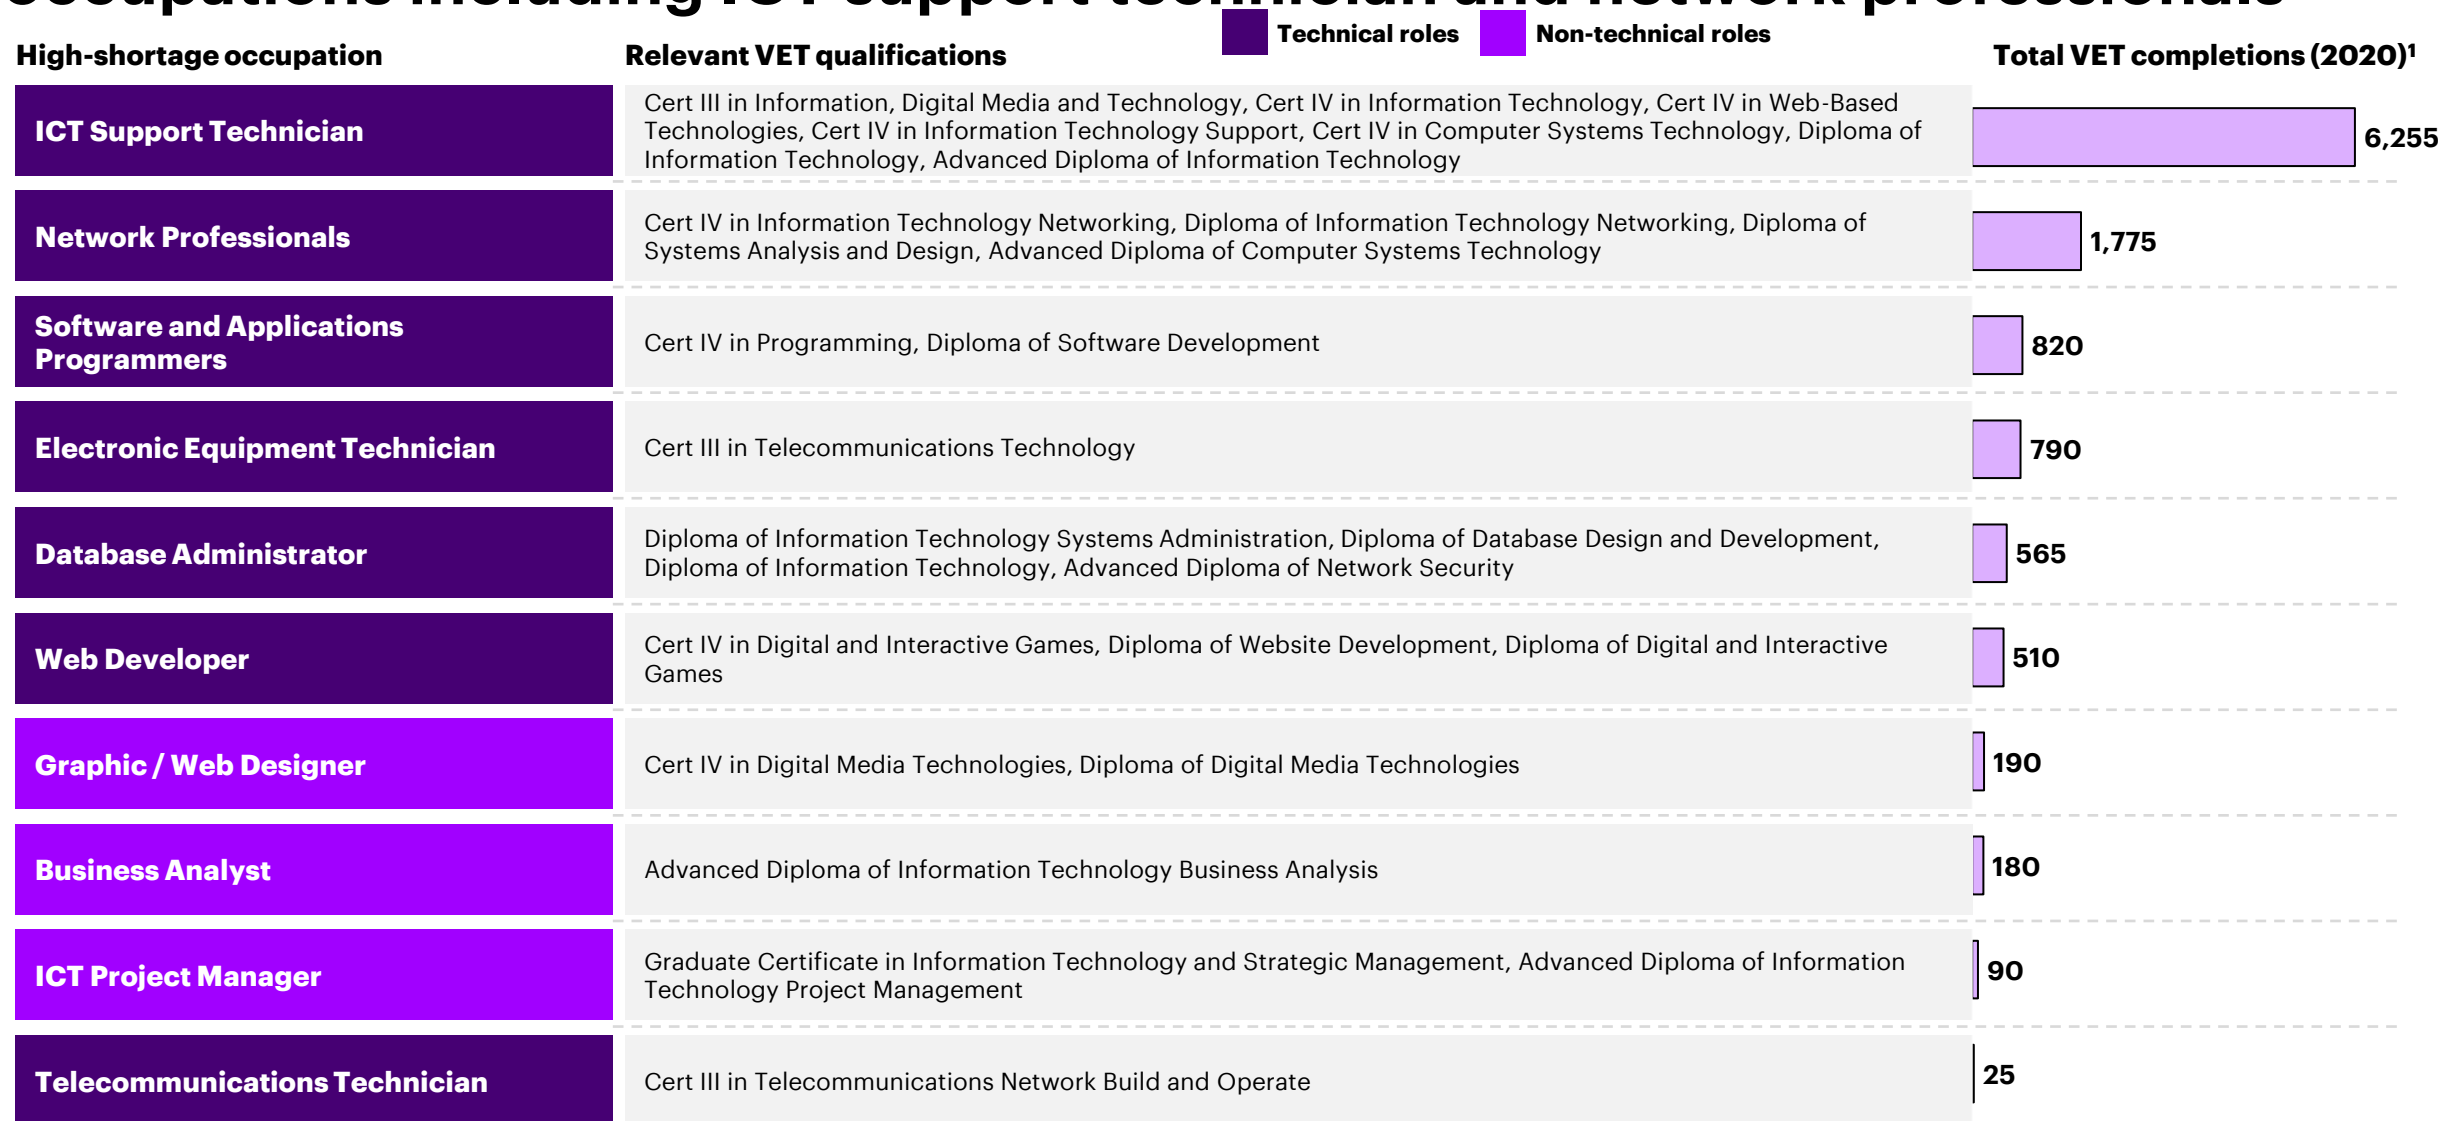 occupations including ICT support technician and network professionals
Technical roles
Non-technical roles
High-shortage occupation
Relevant VET qualifications
Total VET completions (2020)¹
ICT Support Technician
Cert III in Information, Digital Media and Technology, Cert IV in Information Technology, Cert IV in Web-Based
Technologies, Cert IV in Information Technology Support, Cert IV in Computer Systems Technology, Diploma of
Information Technology, Advanced Diploma of Information Technology
6,255
Network Professionals
Cert IV in Information Technology Networking, Diploma of Information Technology Networking, Diploma of
Systems Analysis and Design, Advanced Diploma of Computer Systems Technology
1,775
Software and Applications
Programmers
Cert IV in Programming, Diploma of Software Development
820
Electronic Equipment Technician
Cert III in Telecommunications Technology
790
Database Administrator
Diploma of Information Technology Systems Administration, Diploma of Database Design and Development,
Diploma of Information Technology, Advanced Diploma of Network Security
565
Web Developer
Cert IV in Digital and Interactive Games, Diploma of Website Development, Diploma of Digital and Interactive
Games
510
Graphic / Web Designer
Cert IV in Digital Media Technologies, Diploma of Digital Media Technologies
190
Business Analyst
Advanced Diploma of Information Technology Business Analysis
180
ICT Project Manager
Graduate Certificate in Information Technology and Strategic Management, Advanced Diploma of Information
Technology Project Management
90
Telecommunications Technician
Cert III in Telecommunications Network Build and Operate
25